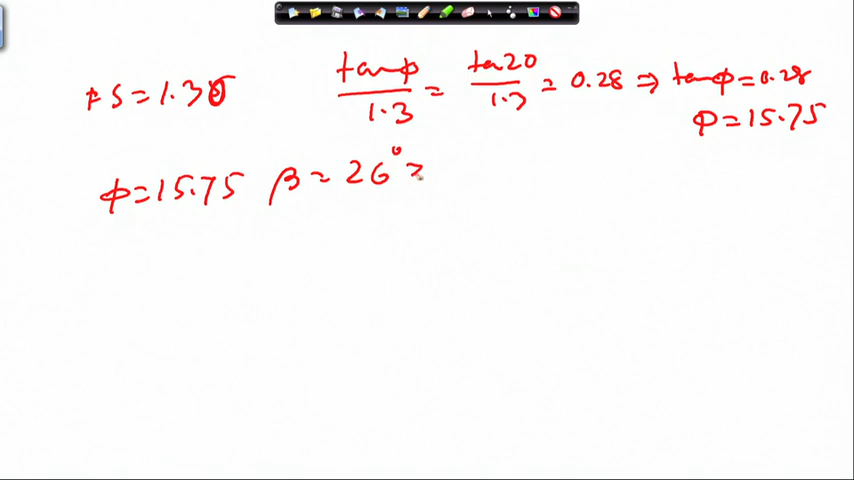 FS = 1.30 tanφ/1.3 = tan20/1.3 = 0.28 ⇒ tanφ = 0.28
φ = 15.75
φ = 15.75 β = 26° =